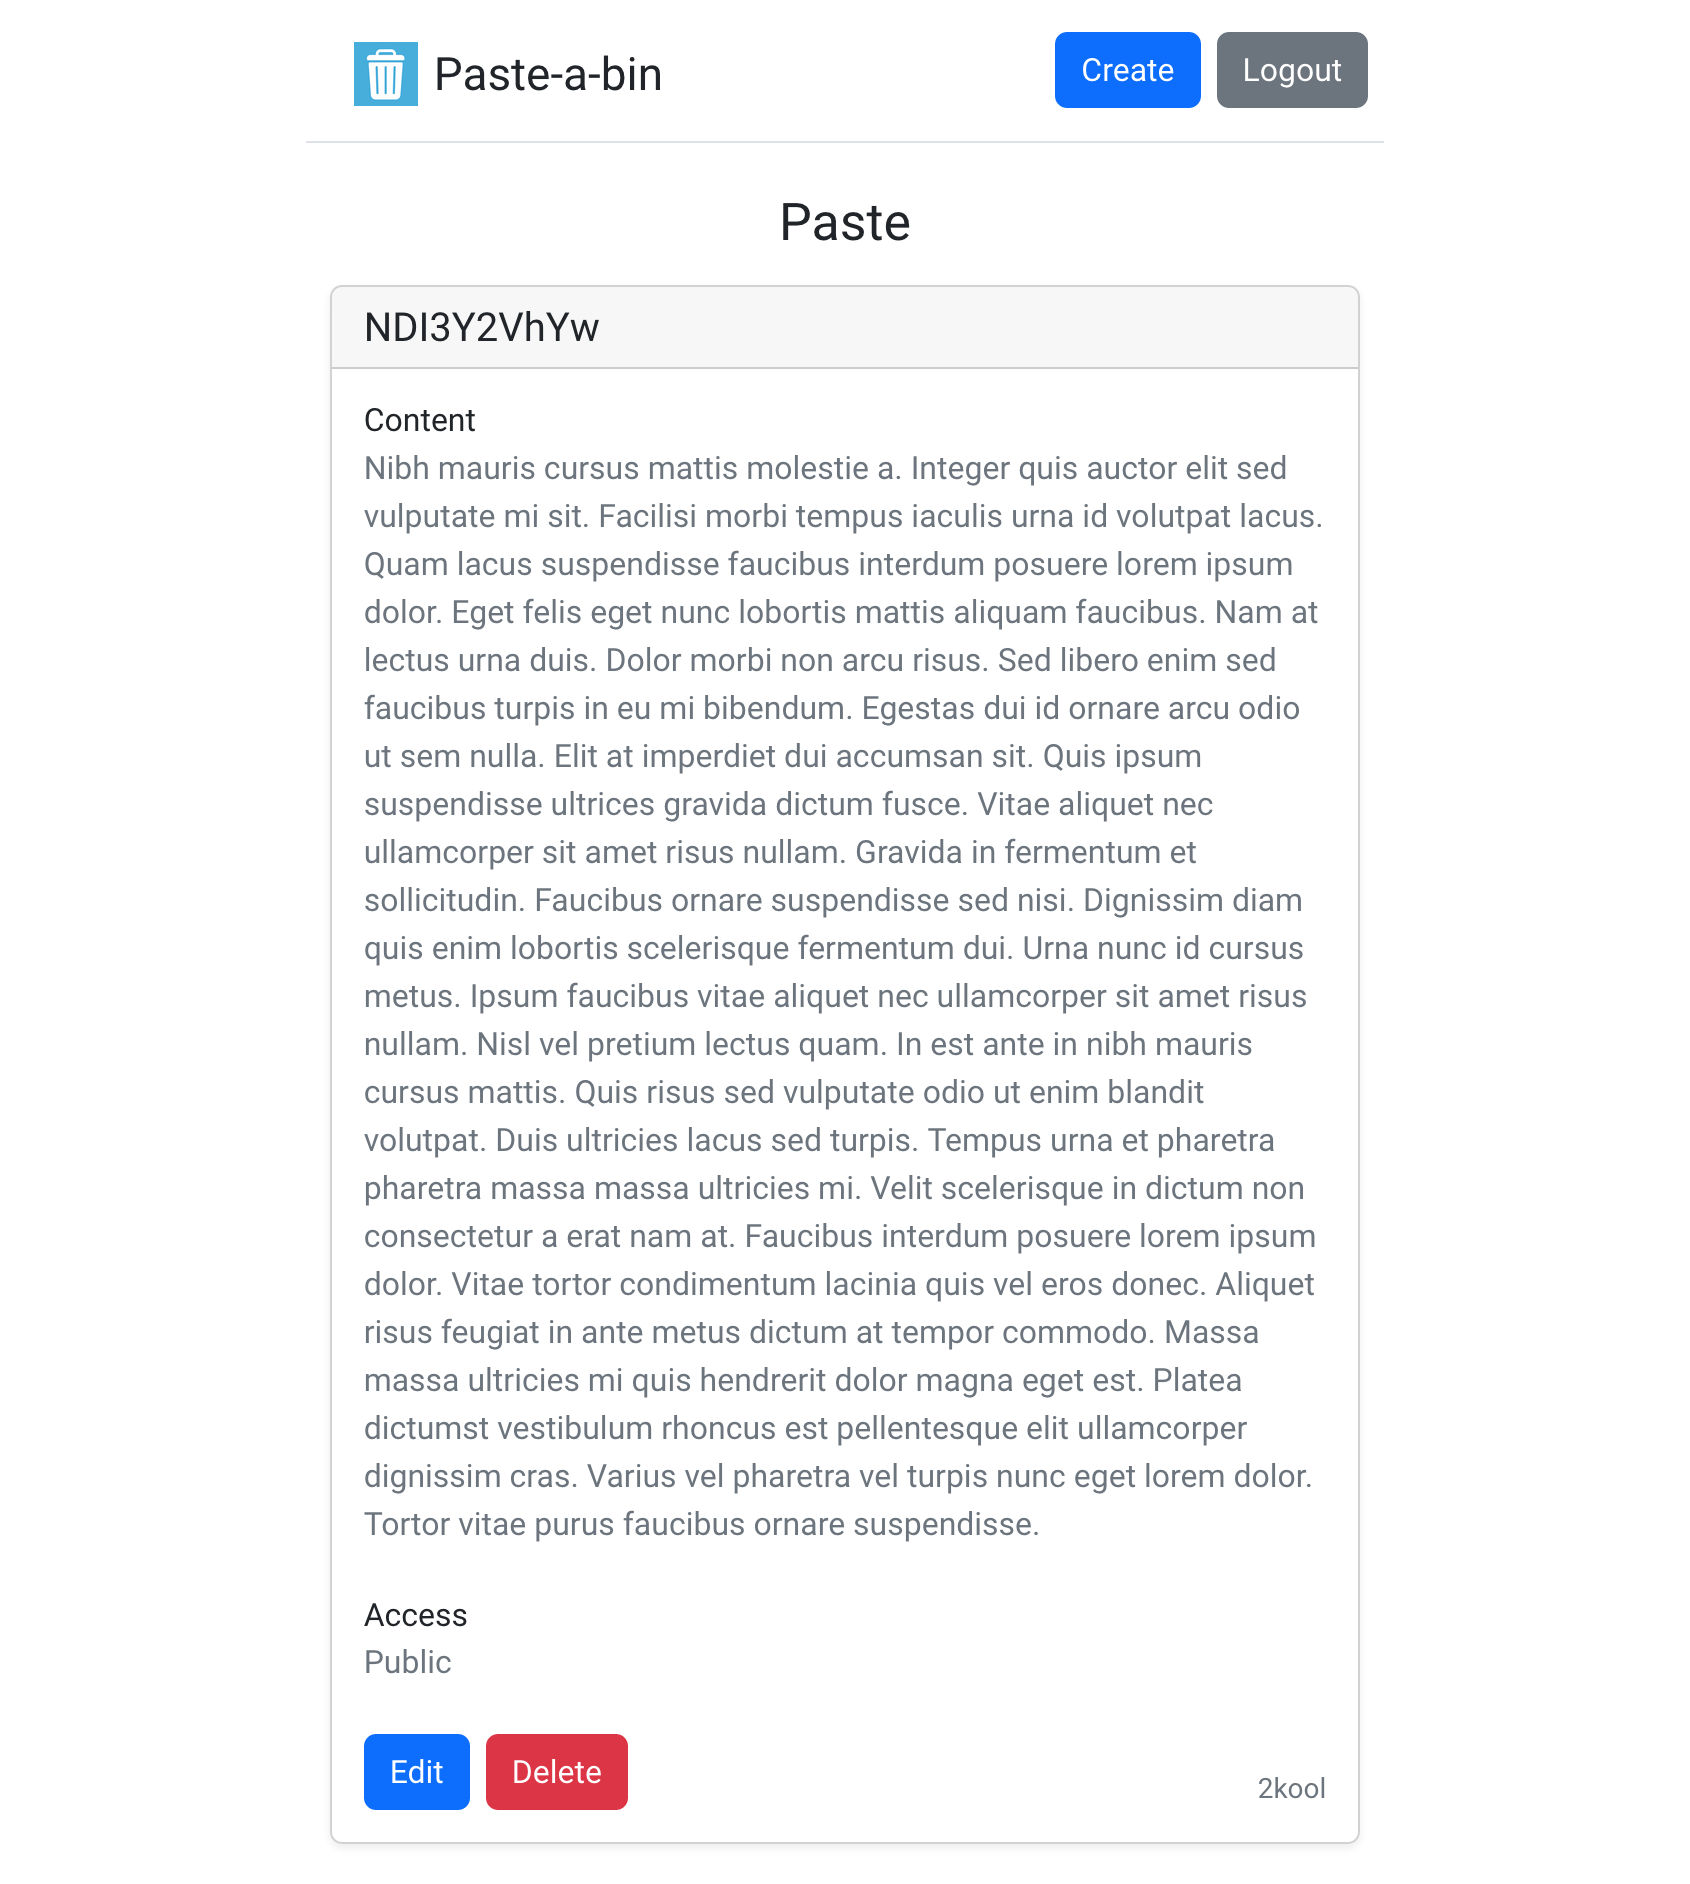 Paste-a-bin
Create
Logout
Paste
NDI3Y2VhYw
Content
Nibh mauris cursus mattis molestie a. Integer quis auctor elit sed
vulputate mi sit. Facilisi morbi tempus iaculis urna id volutpat lacus.
Quam lacus suspendisse faucibus interdum posuere lorem ipsum
dolor. Eget felis eget nunc lobortis mattis aliquam faucibus. Nam at
lectus urna duis. Dolor morbi non arcu risus. Sed libero enim sed
faucibus turpis in eu mi bibendum. Egestas dui id ornare arcu odio
ut sem nulla. Elit at imperdiet dui accumsan sit. Quis ipsum
suspendisse ultrices gravida dictum fusce. Vitae aliquet nec
ullamcorper sit amet risus nullam. Gravida in fermentum et
sollicitudin. Faucibus ornare suspendisse sed nisi. Dignissim diam
quis enim lobortis scelerisque fermentum dui. Urna nunc id cursus
metus. Ipsum faucibus vitae aliquet nec ullamcorper sit amet risus
nullam. Nisl vel pretium lectus quam. In est ante in nibh mauris
cursus mattis. Quis risus sed vulputate odio ut enim blandit
volutpat. Duis ultricies lacus sed turpis. Tempus urna et pharetra
pharetra massa massa ultricies mi. Velit scelerisque in dictum non
consectetur a erat nam at. Faucibus interdum posuere lorem ipsum
dolor. Vitae tortor condimentum lacinia quis vel eros donec. Aliquet
risus feugiat in ante metus dictum at tempor commodo. Massa
massa ultricies mi quis hendrerit dolor magna eget est. Platea
dictumst vestibulum rhoncus est pellentesque elit ullamcorper
dignissim cras. Varius vel pharetra vel turpis nunc eget lorem dolor.
Tortor vitae purus faucibus ornare suspendisse.
Access
Public
Edit
Delete
2kool